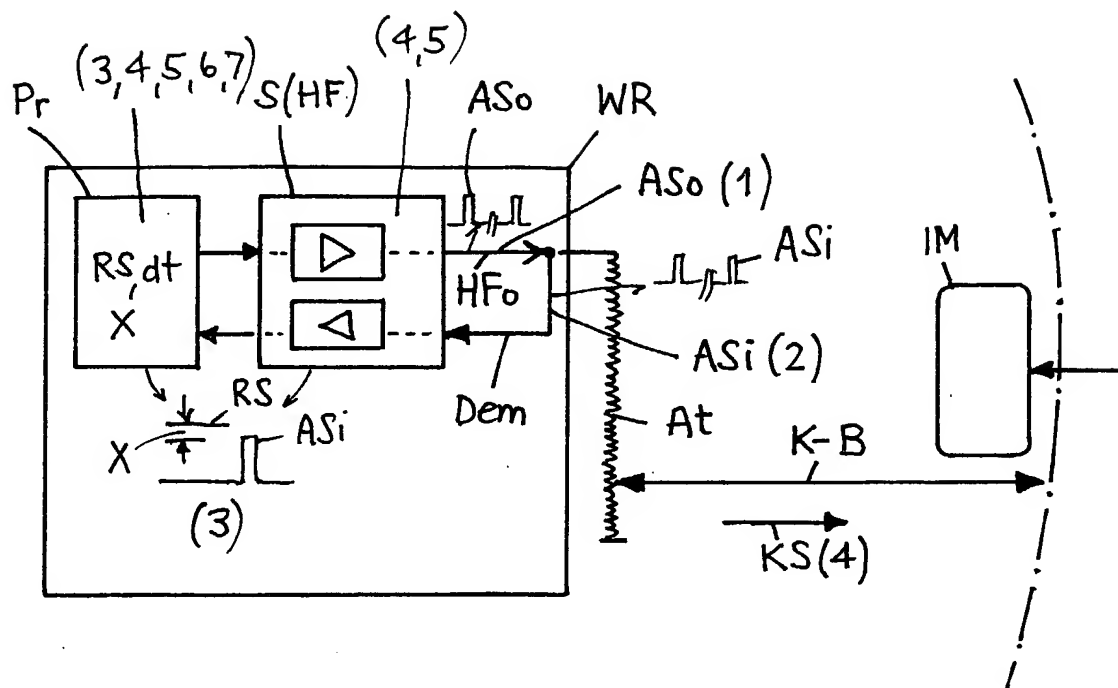 (4,5)
(3,4,5,6,7)
Pr
S(HF)
ASo
WR
ASo (1)
ASi
IM
RS,dt
X
HFo
ASi (2)
RS
Dem
X
ASi
At
K-B
(3)
KS(4)